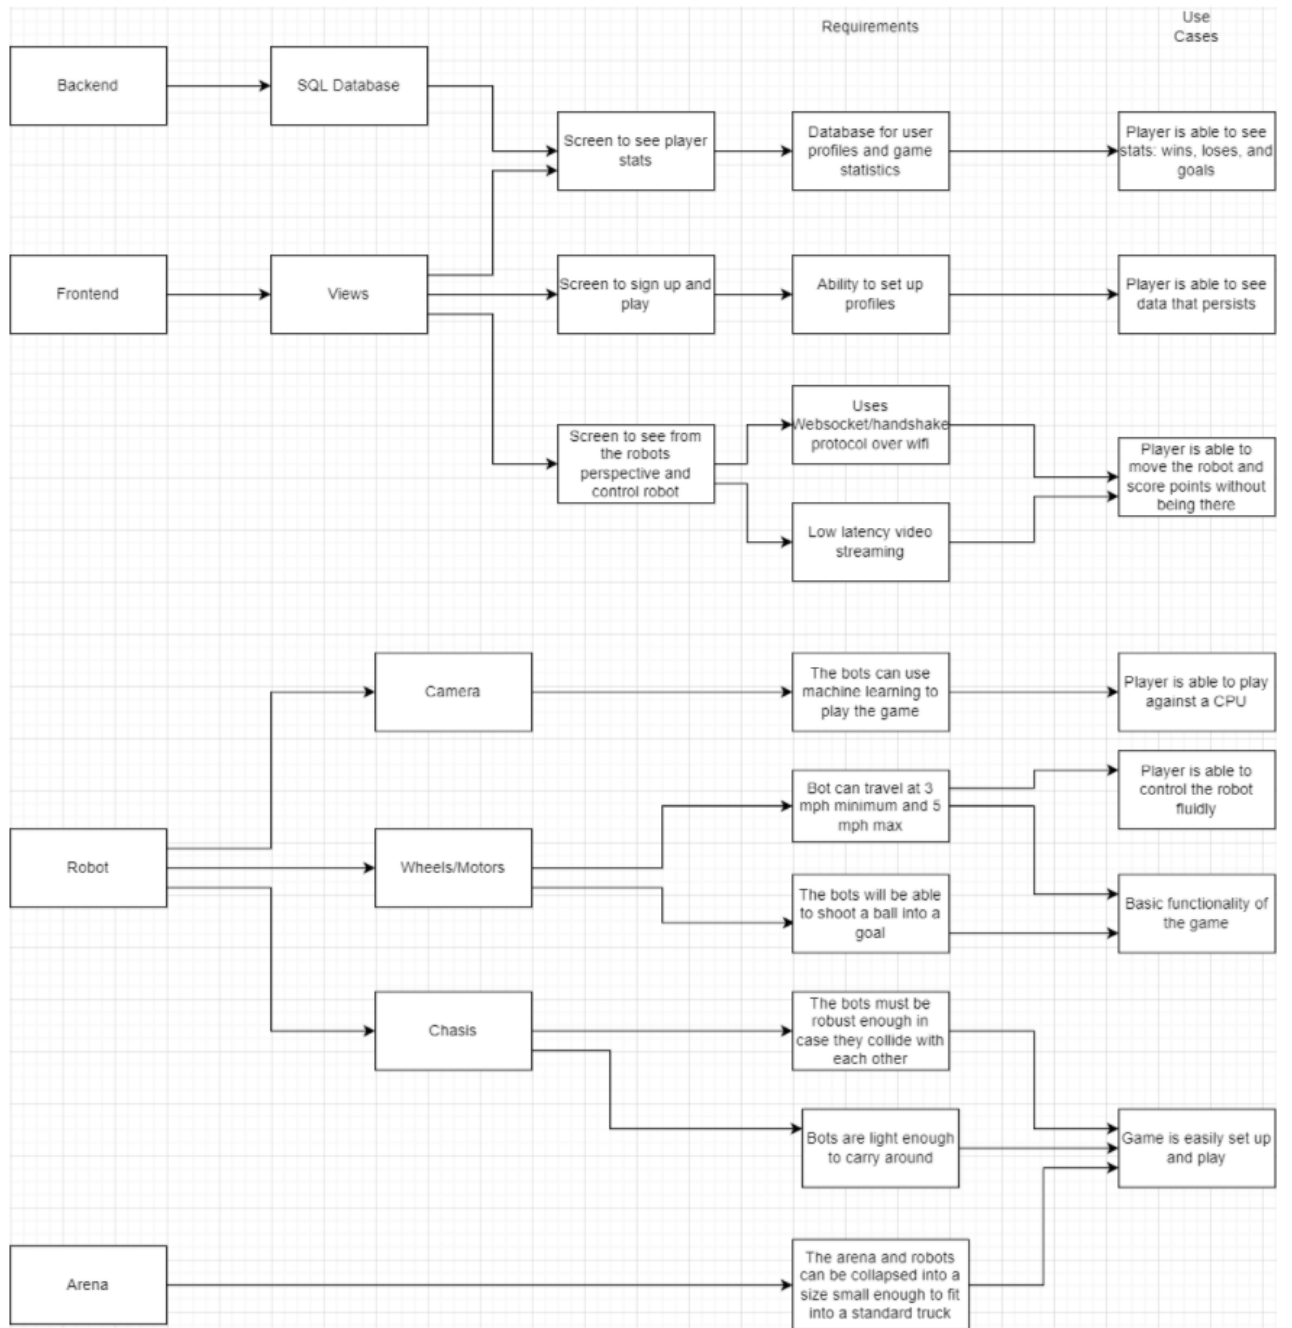 Requirements
Use
Cases
Backend
SQL Database
Screen to see player
stats
Database for user
profiles and game
statistics
Player is able to see
stats: wins, loses, and
goals
Frontend
Views
Screen to sign up and
play
Ability to set up
profiles
Player is able to see
data that persists
Screen to see from
the robots
perspective and
control robot
Uses
Websocket/handshake
protocol over wifi
Low latency video
streaming
Player is able to
move the robot and
score points without
being there
Camera
The bots can use
machine learning to
play the game
Player is able to play
against a CPU
Robot
Wheels/Motors
Bot can travel at 3
mph minimum and 5
mph max
Player is able to
control the robot
fluidly
The bots will be able
to shoot a ball into a
goal
Basic functionality of
the game
Chasis
The bots must be
robust enough in
case they collide with
each other
Bots are light enough
to carry around
Game is easily set up
and play
Arena
The arena and robots
can be collapsed into a
size small enough to fit
into a standard truck